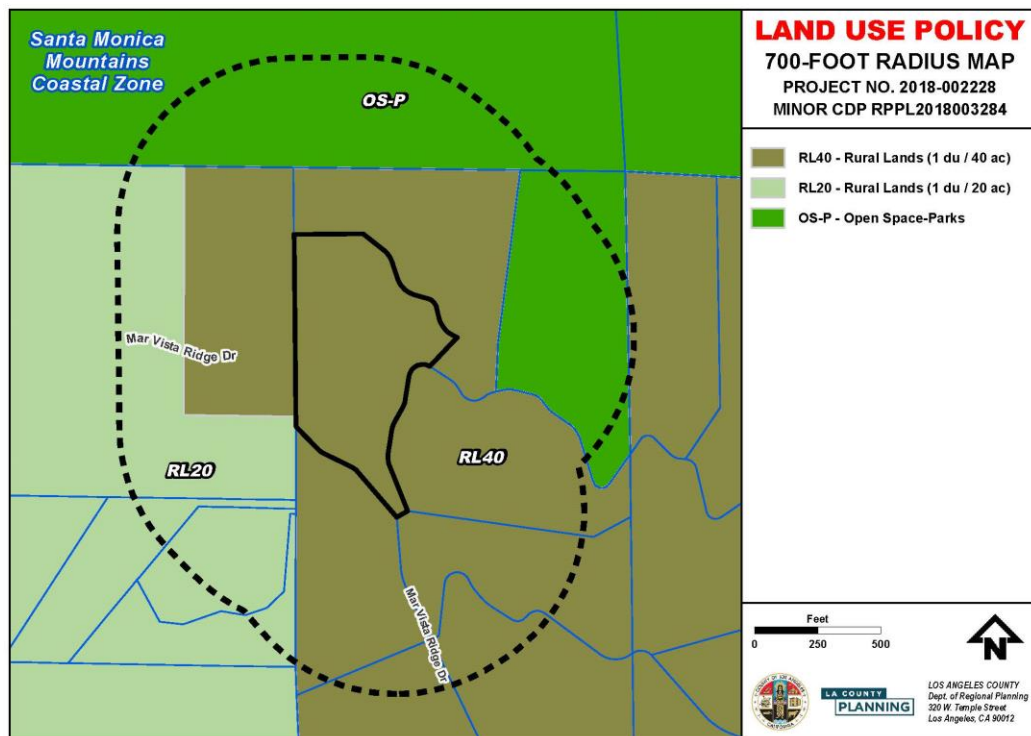 Santa Monica
Mountains
Coastal Zone
OS-P
Mar Vista Ridge Dr
RL20
RL40
Mar Vista Ridge Dr
LAND USE POLICY
700-FOOT RADIUS MAP
PROJECT NO. 2018-002228
MINOR CDP RPPL2018003284
RL40 - Rural Lands (1 du / 40 ac)
RL20 - Rural Lands (1 du / 20 ac)
OS-P - Open Space-Parks
Feet
0 250 500
N
LA COUNTY
PLANNING
LOS ANGELES COUNTY
Dept. of Regional Planning
320 W. Temple Street
Los Angeles, CA 90012